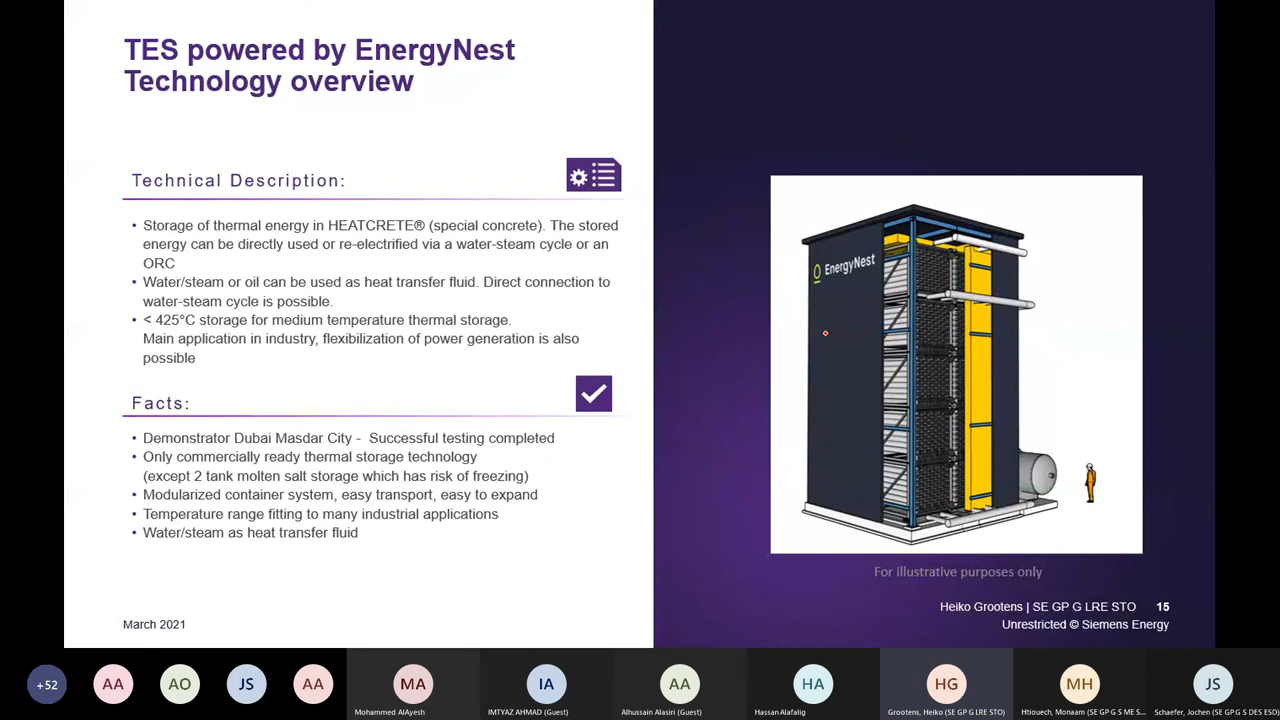 TES powered by EnergyNest
Technology overview
Technical Description:
• Storage of thermal energy in HEATCRETE® (special concrete). The stored
energy can be directly used or re-electrified via a water-steam cycle or an
ORC
• Water/steam or oil can be used as heat transfer fluid. Direct connection to
water-steam cycle is possible.
• < 425°C storage for medium temperature thermal storage.
Main application in industry, flexibilization of power generation is also
possible
Facts:
• Demonstrator Dubai Masdar City - Successful testing completed
• Only commercially ready thermal storage technology
(except 2 tank molten salt storage which has risk of freezing)
• Modularized container system, easy transport, easy to expand
• Temperature range fitting to many industrial applications
• Water/steam as heat transfer fluid
March 2021
EnergyNest
For illustrative purposes only
Heiko Grootens | SE GP G LRE STO 15
Unrestricted © Siemens Energy
+52 AA AO JS AA MA IA AA HA HG MH JS
Mohammed AlAyesh IMTYAZ AHMAD (Guest) Alhussain Alasiri (Guest) Hassan Alafalig Grootens, Heiko (SE GP G LRE STO) Htiouech, Monaam (SE GP G S ME S... Schaefer, Jochen (SE GP G S DES ESD)